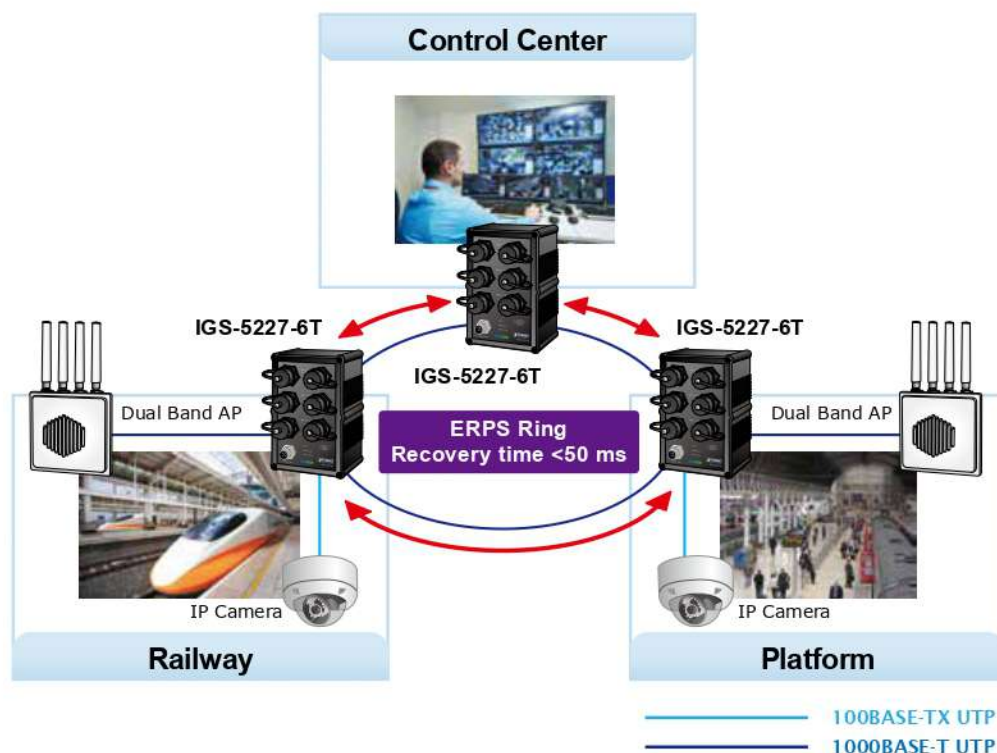 Control Center
IGS-5227-6T
IGS-5227-6T
IGS-5227-6T
Dual Band AP
Dual Band AP
ERPS Ring
Recovery time <50 ms
IP Camera
IP Camera
Railway
Platform
100BASE-TX UTP
1000BASE-T UTP